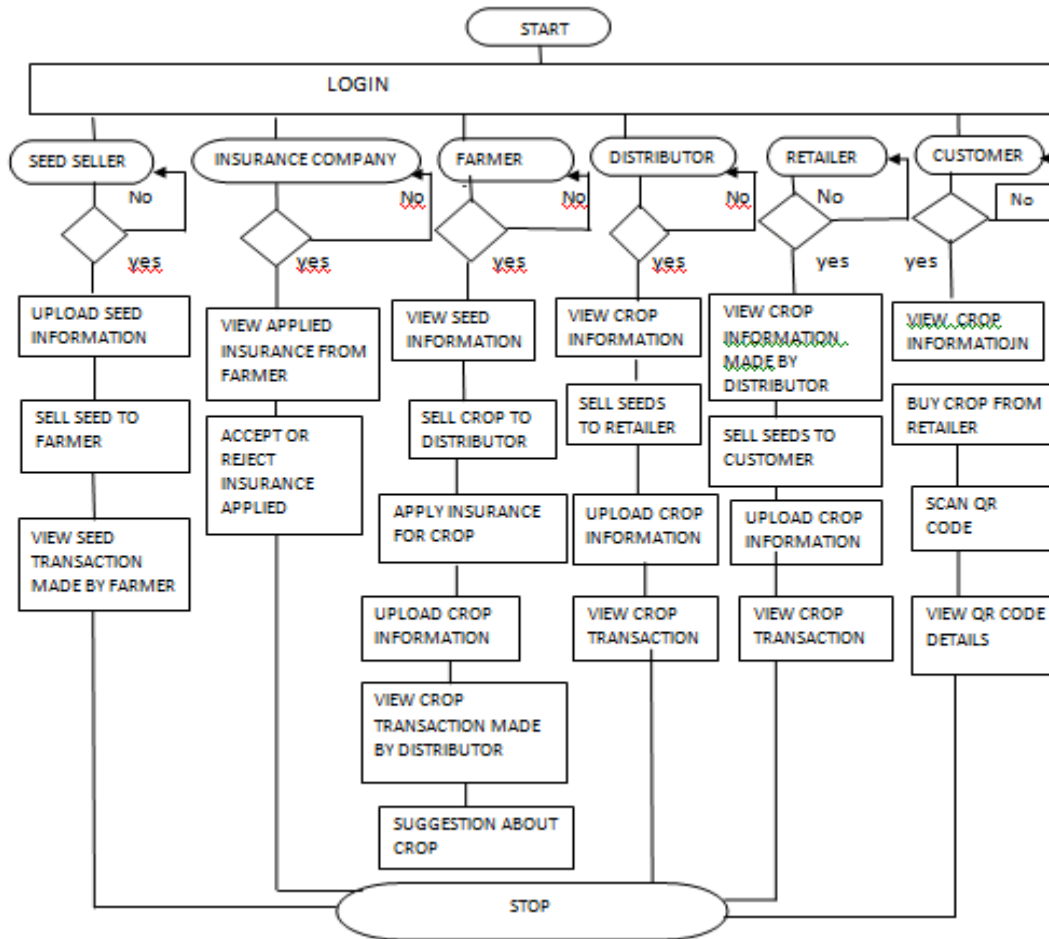 START
LOGIN
SEED SELLER
No
yes
UPLOAD SEED
INFORMATION
SELL SEED TO
FARMER
VIEW SEED
TRANSACTION
MADE BY FARMER
INSURANCE COMPANY
No
yes
VIEW APPLIED
INSURANCE FROM
FARMER
ACCEPT OR
REJECT
INSURANCE
APPLIED
FARMER
No
yes
VIEW SEED
INFORMATION
SELL CROP TO
DISTRIBUTOR
APPLY INSURANCE
FOR CROP
UPLOAD CROP
INFORMATION
VIEW CROP
TRANSACTION MADE
BY DISTRIBUTOR
SUGGESTION ABOUT
CROP
DISTRIBUTOR
No
yes
VIEW CROP
INFORMATION
SELL SEEDS
TO RETAILER
UPLOAD CROP
INFORMATION
VIEW CROP
TRANSACTION
RETAILER
No
yes
VIEW CROP
INFORMATION
MADE BY
DISTRIBUTOR
SELL SEEDS TO
CUSTOMER
UPLOAD CROP
INFORMATION
VIEW CROP
TRANSACTION
CUSTOMER
No
yes
VIEW CROP
INFORMATIOJN
BUY CROP FROM
RETAILER
SCAN QR
CODE
VIEW QR CODE
DETAILS
STOP